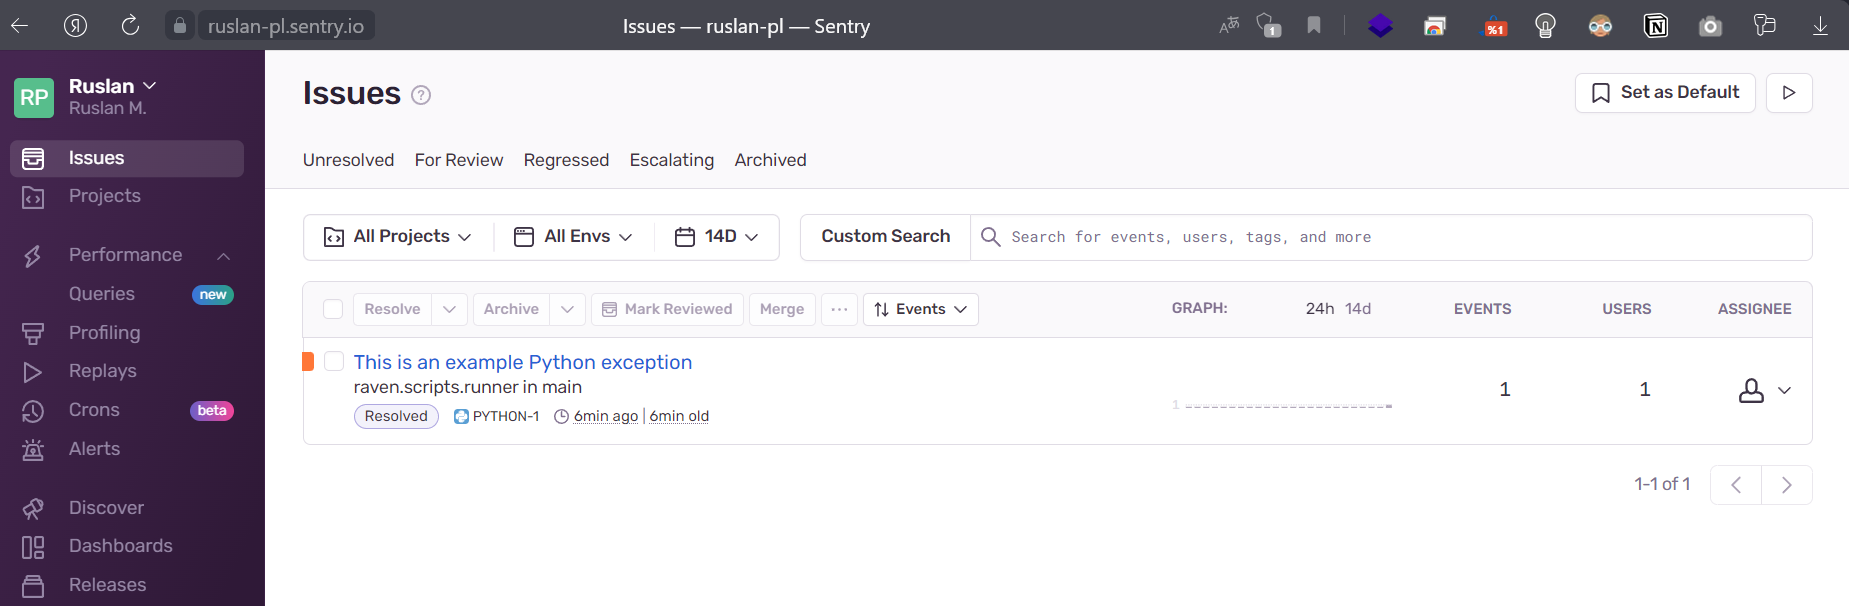 Я
ruslan-pl.sentry.io
Issues — ruslan-pl — Sentry
Aあ
1
%1
N
RP
Ruslan
Ruslan M.
Issues
Projects
Performance
Queries new
Profiling
Replays
Crons beta
Alerts
Discover
Dashboards
Releases
Issues ?
Set as Default
Unresolved For Review Regressed Escalating Archived
All Projects All Envs 14D Custom Search Search for events, users, tags, and more
Resolve Archive Mark Reviewed Merge ... Events GRAPH: 24h 14d EVENTS USERS ASSIGNEE
This is an example Python exception
raven.scripts.runner in main
Resolved PYTHON-1 6min ago | 6min old
1
1 1
1-1 of 1